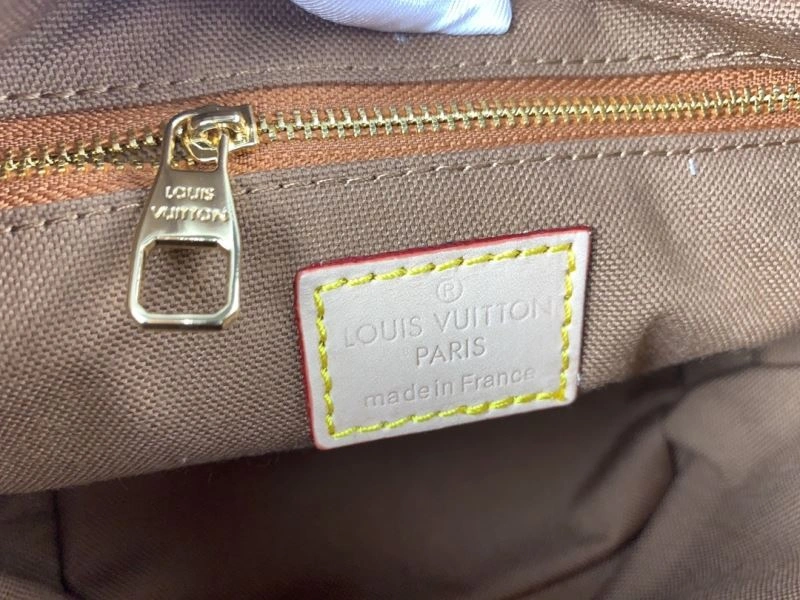 LOUIS
VUITTON
®
LOUIS VUITTON
PARIS
made in France